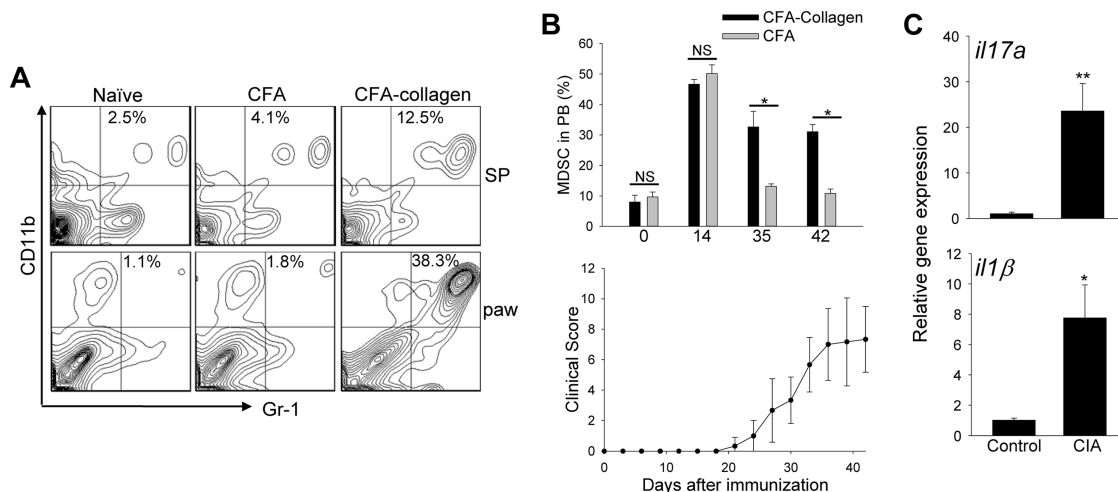 A
Naïve CFA CFA-collagen
2.5% 4.1% 12.5%
SP
1.1% 1.8% 38.3%
paw
CD11b
Gr-1
B
CFA-Collagen
CFA
MDSC in PB (%)
60
50
40
30
20
10
0
NS NS * *
0 14 35 42
Clinical Score
12
10
8
6
4
2
0
0 10 20 30 40
Days after immunization
C
Relative gene expression
il17a
40
30
20
10
0
**
il1β
12
10
8
6
4
2
0
*
Control CIA